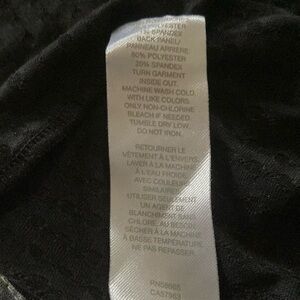 POLYESTER
SPANDEX
BACK PANEL/
PANNEAU ARRIERE
80% POLYESTER
20% SPANDEX
TURN GARMENT
INSIDE OUT.
MACHINE WASH COLD
WITH LIKE COLORS
ONLY NON-CHLORINE
BLEACH IF NEEDED
TUMBLE DRY LOW.
DO NOT IRON.
RETOURNER LE
VÊTEMENT À L'ENVERS.
LAVER À LA MACHINE
À L'EAU FROIDE
AVEC COULEURS
SIMILAIRES
UTILISER SEULEMENT
UN AGENT DE
BLANCHIMENT SANS
CHLORE, AU BESOIN.
SÉCHER À LA MACHINE
À BASSE TEMPÉRATURE.
NE PAS REPASSER.